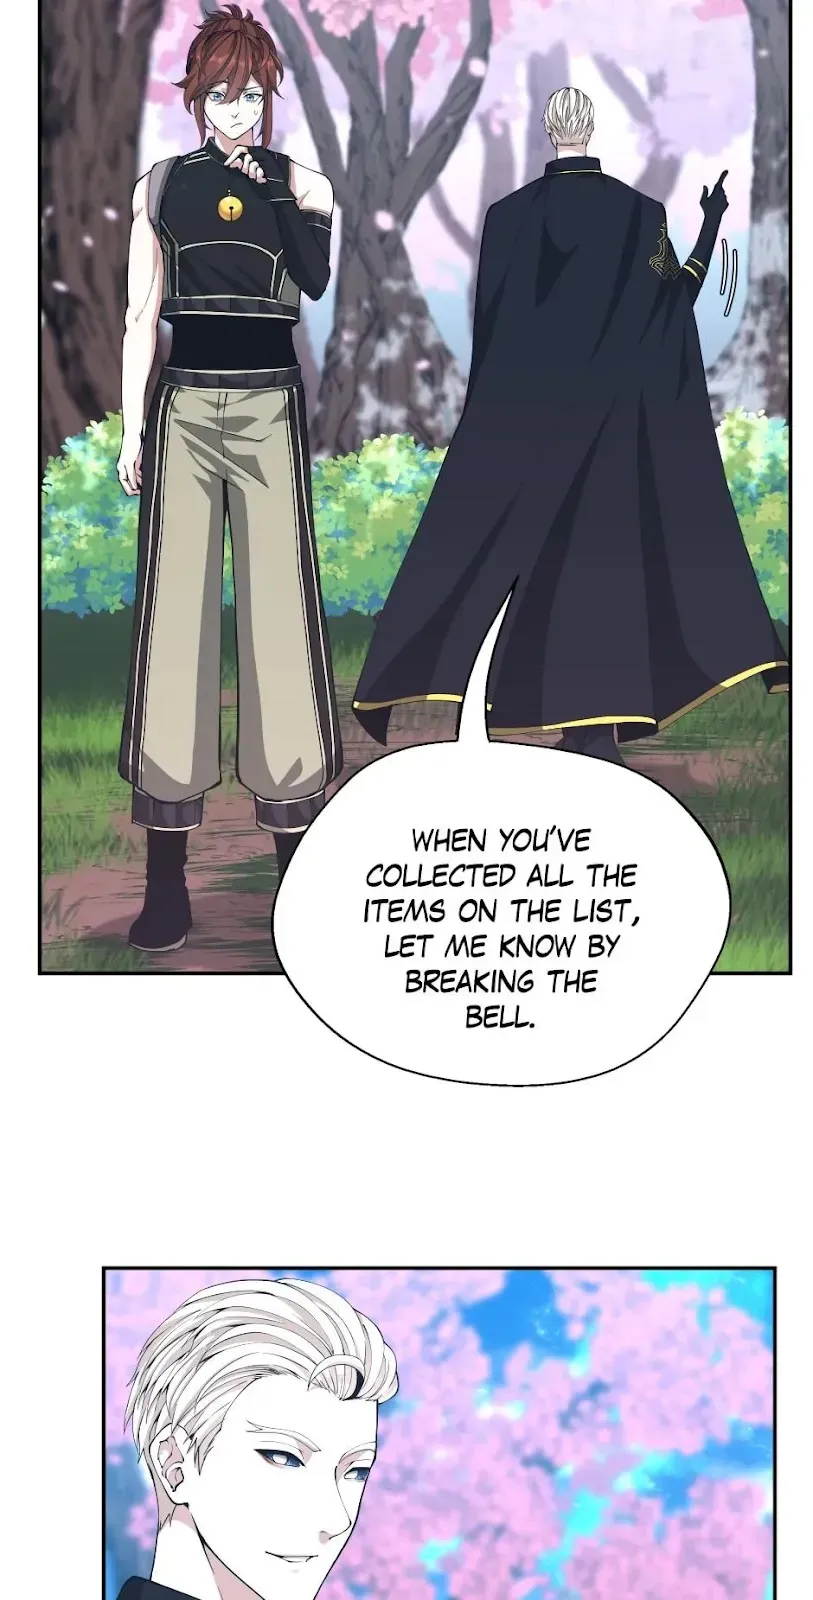 WHEN YOU'VE
COLLECTED ALL THE
ITEMS ON THE LIST,
LET ME KNOW BY
BREAKING THE
BELL.